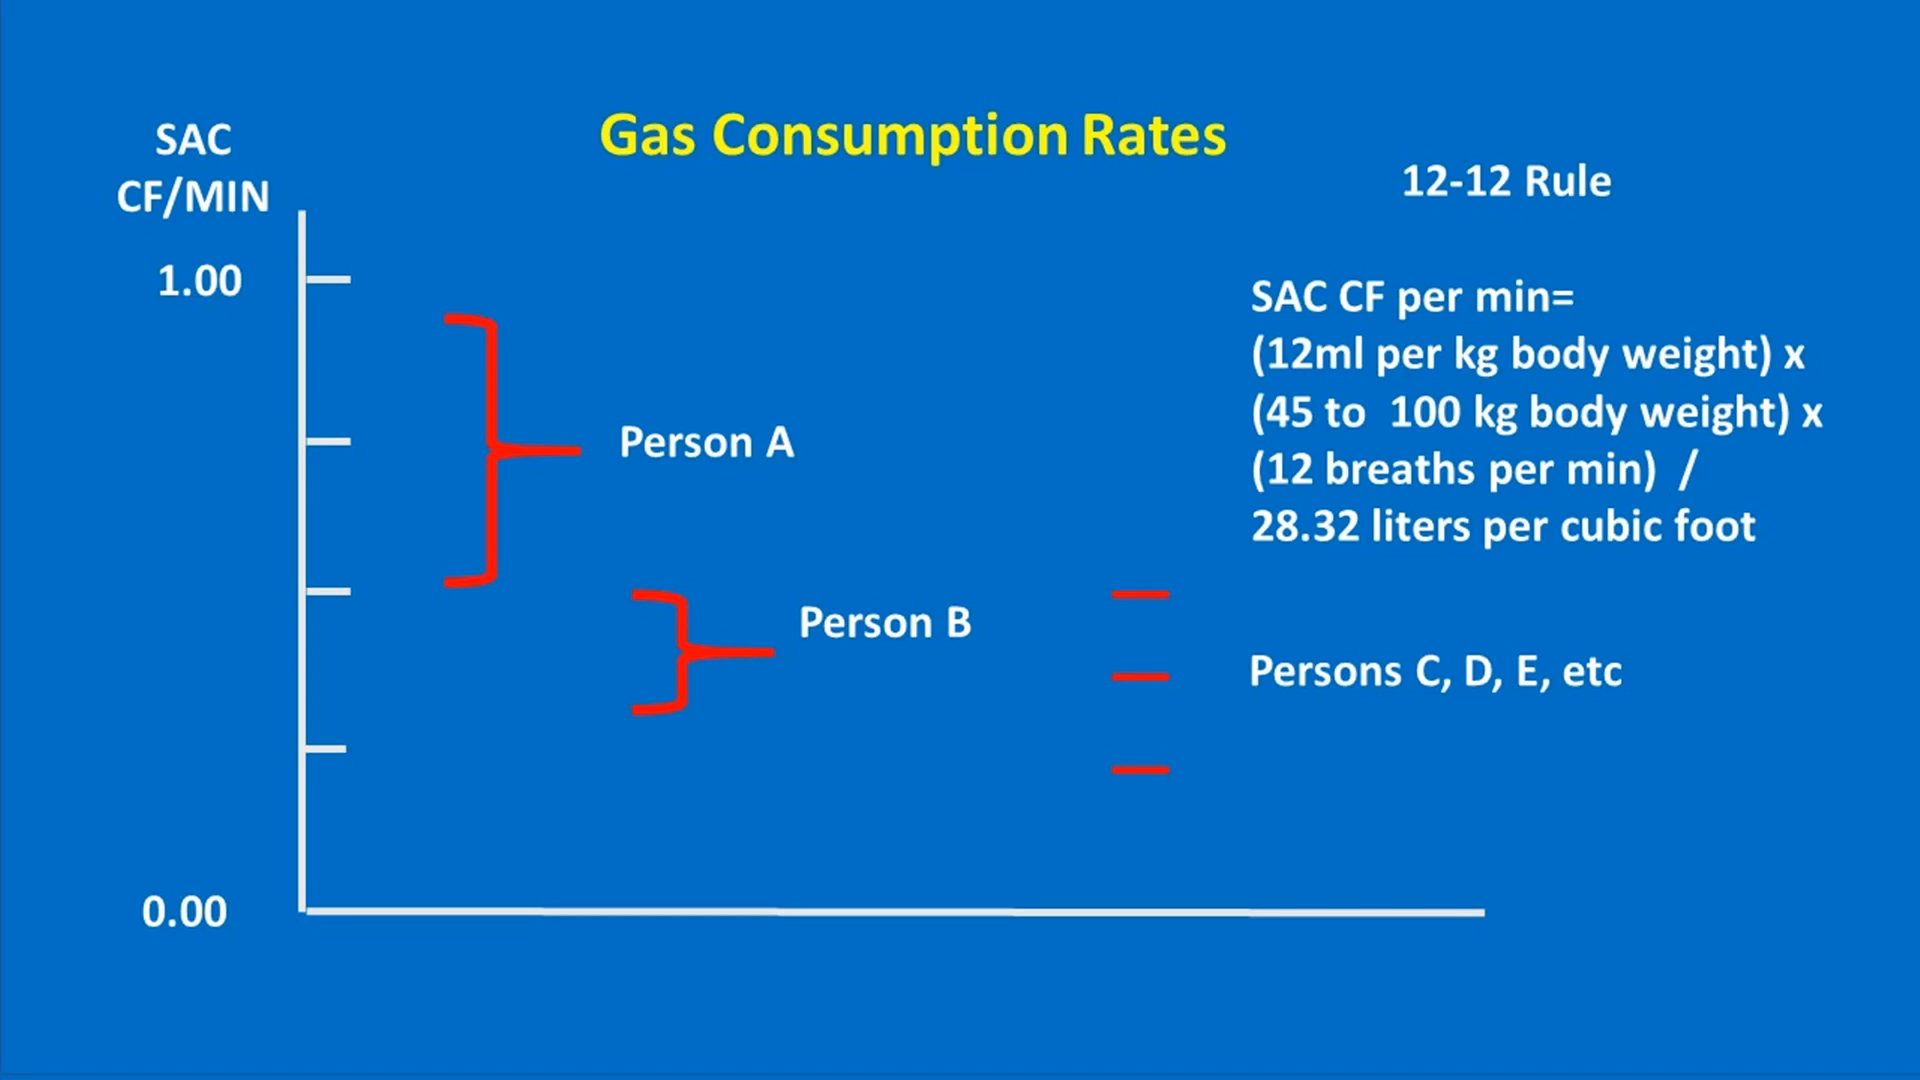 Gas Consumption Rates
SAC
CF/MIN
12-12 Rule
1.00
SAC CF per min=
(12ml per kg body weight) x
(45 to  100 kg body weight) x
(12 breaths per min)  /
28.32 liters per cubic foot
Person A
Person B
Persons C, D, E, etc
0.00